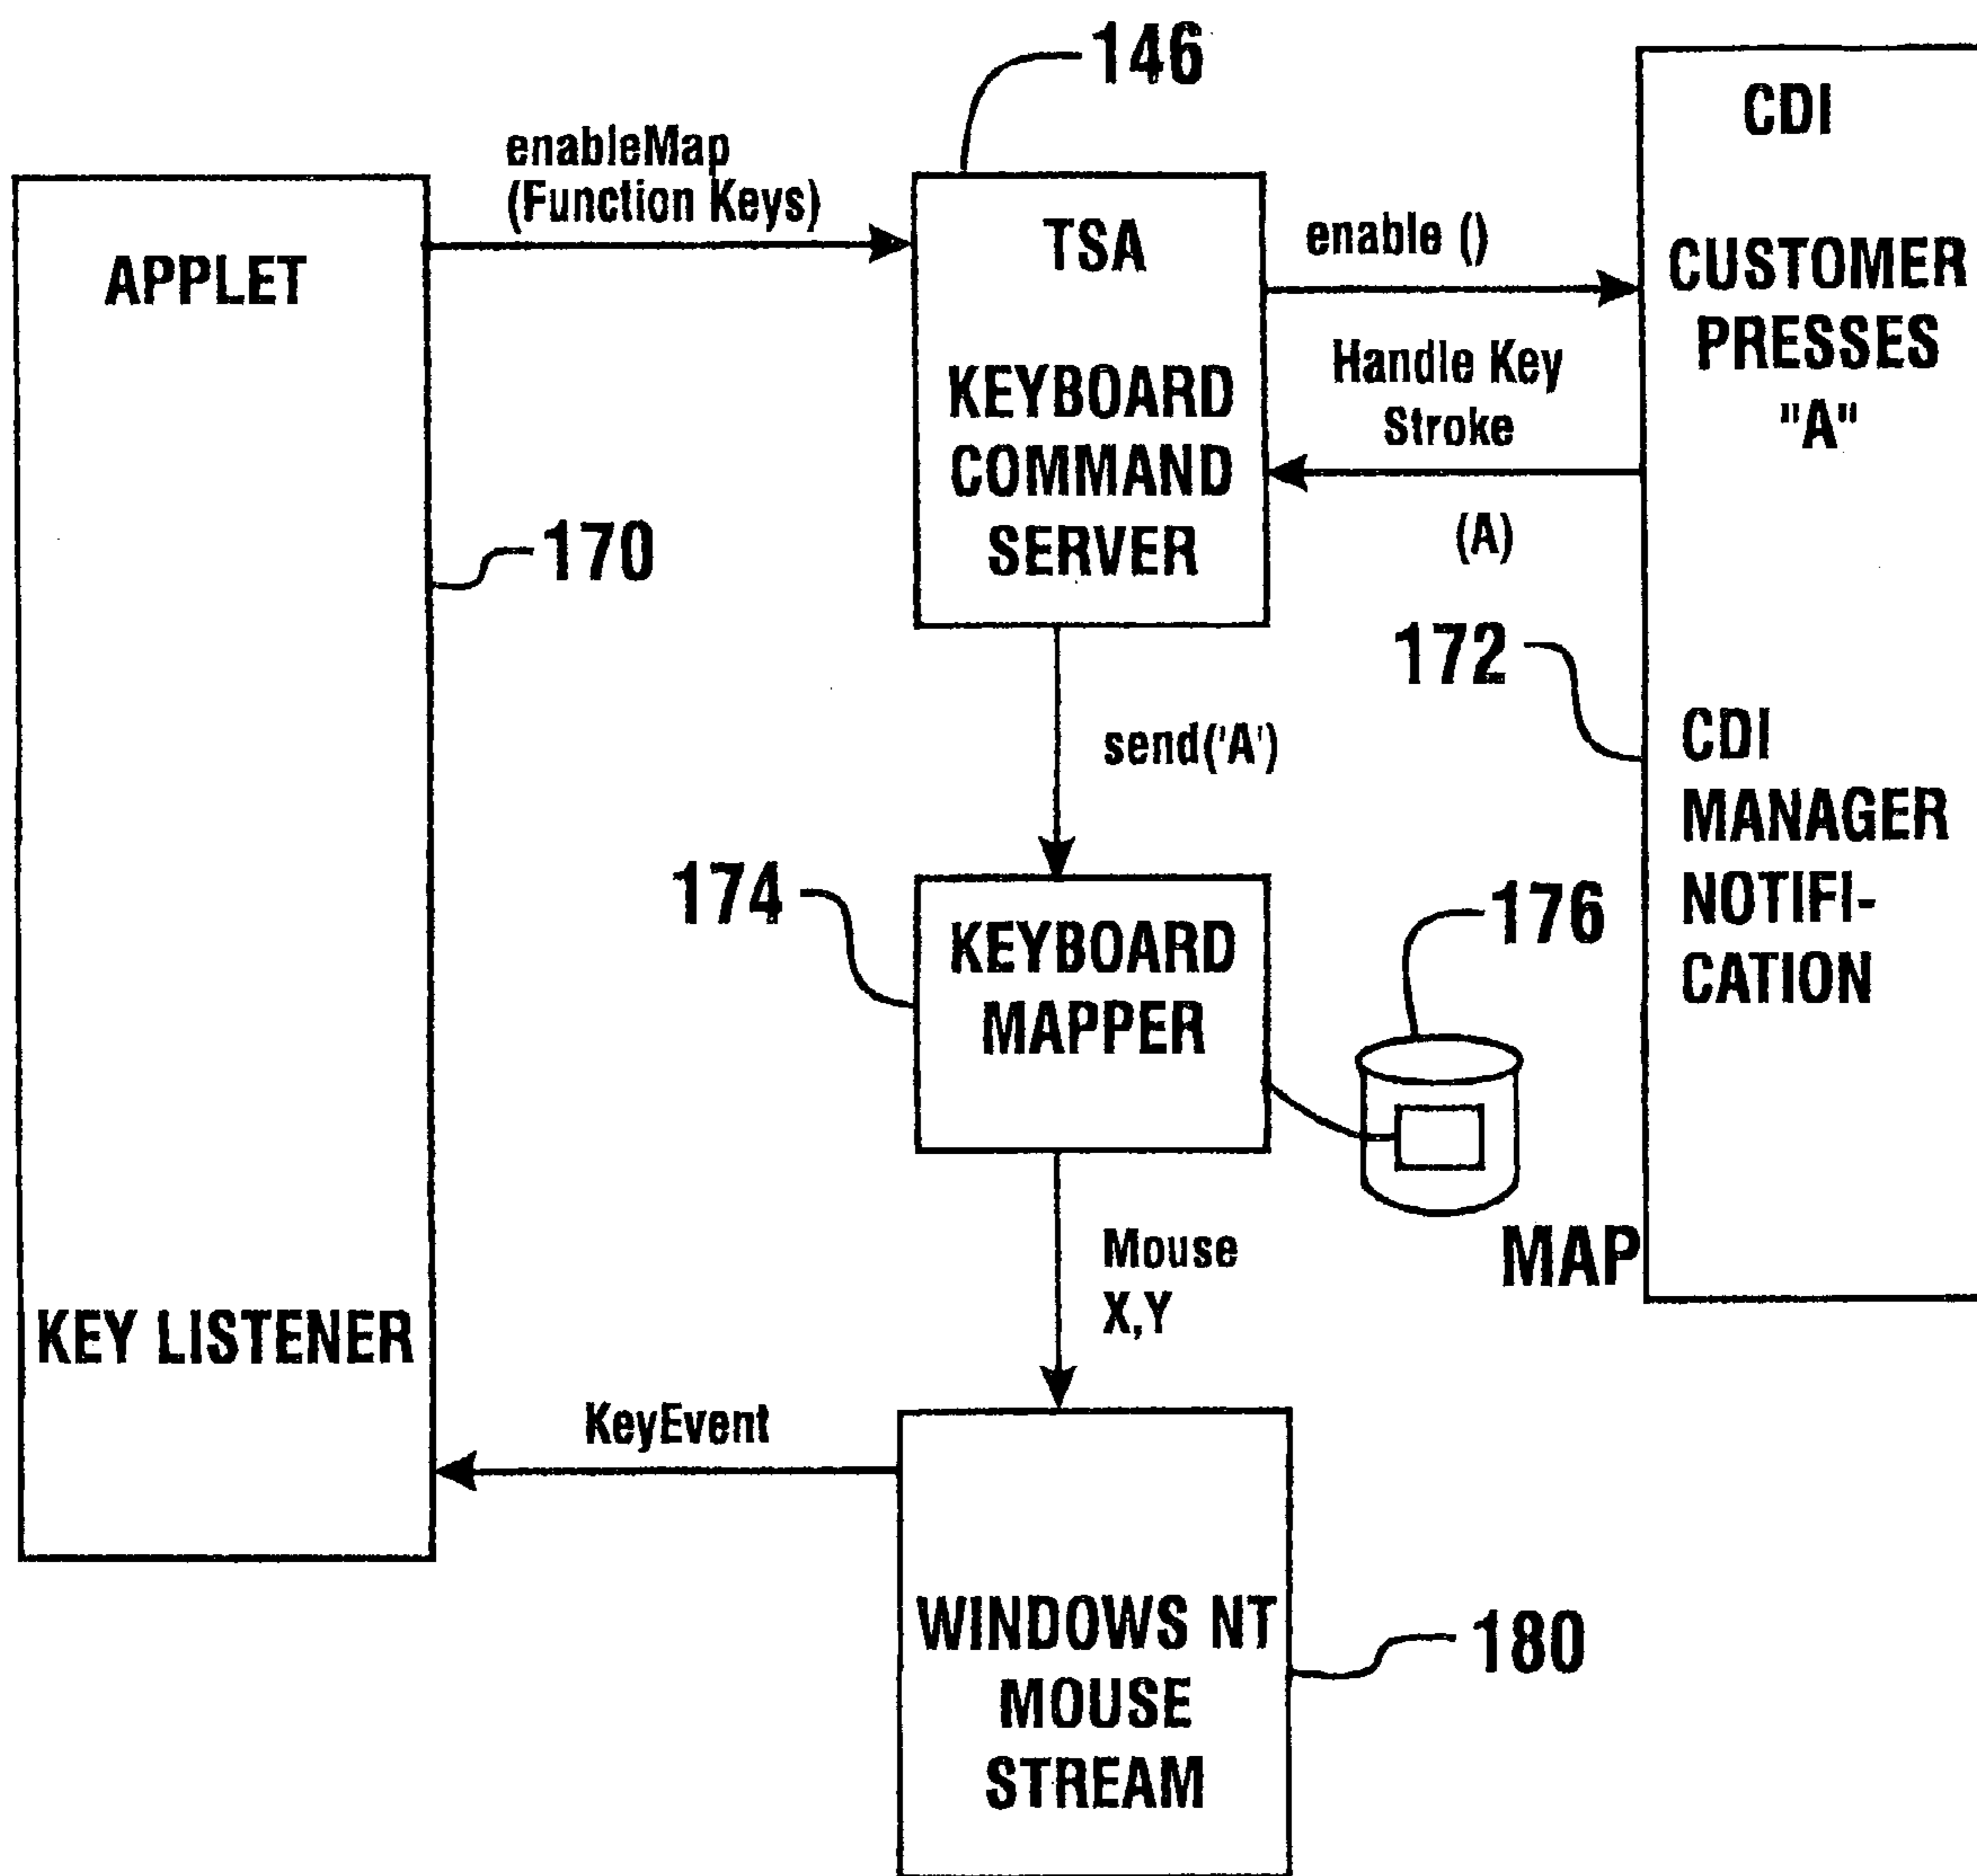 146
CDI
enableMap
(Function Keys)
APPLET
TSA
enable ()
CUSTOMER
PRESSES
"A"
Handle Key
Stroke
KEYBOARD
COMMAND
SERVER
(A)
170
172
send('A')
CDI
MANAGER
NOTIFI-
CATION
174
KEYBOARD
MAPPER
176
Mouse
X,Y
MAP
KEY LISTENER
KeyEvent
WINDOWS NT
MOUSE
STREAM
180